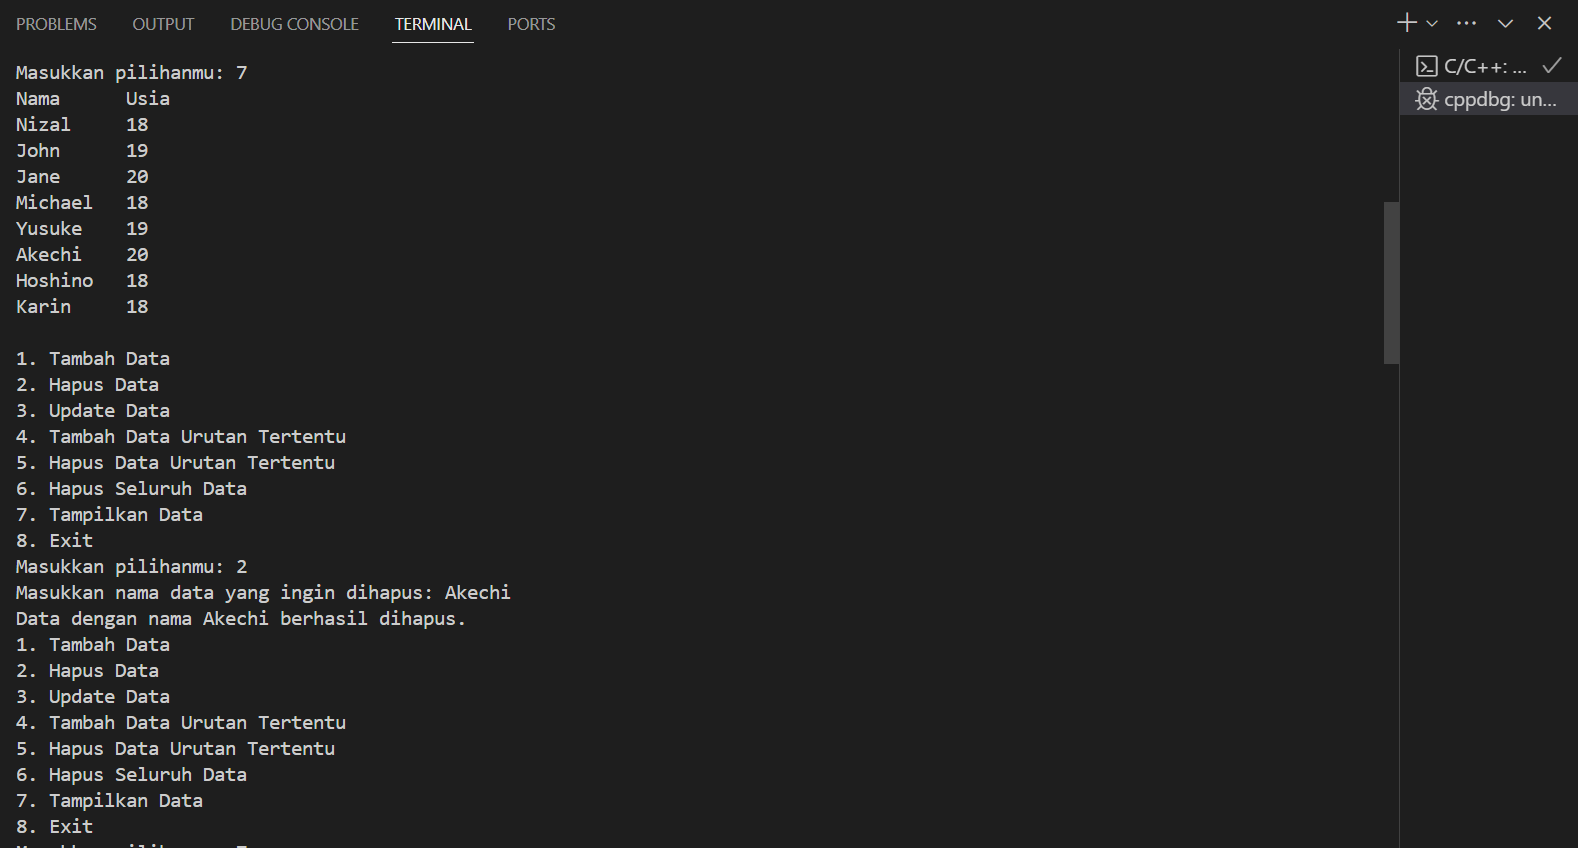 PROBLEMS OUTPUT DEBUG CONSOLE TERMINAL PORTS
Masukkan pilihanmu: 7
Nama Usia
Nizal 18
John 19
Jane 20
Michael 18
Yusuke 19
Akechi 20
Hoshino 18
Karin 18
1. Tambah Data
2. Hapus Data
3. Update Data
4. Tambah Data Urutan Tertentu
5. Hapus Data Urutan Tertentu
6. Hapus Seluruh Data
7. Tampilkan Data
8. Exit
Masukkan pilihanmu: 2
Masukkan nama data yang ingin dihapus: Akechi
Data dengan nama Akechi berhasil dihapus.
1. Tambah Data
2. Hapus Data
3. Update Data
4. Tambah Data Urutan Tertentu
5. Hapus Data Urutan Tertentu
6. Hapus Seluruh Data
7. Tampilkan Data
8. Exit
C/C++: ...
cppdbg: un...